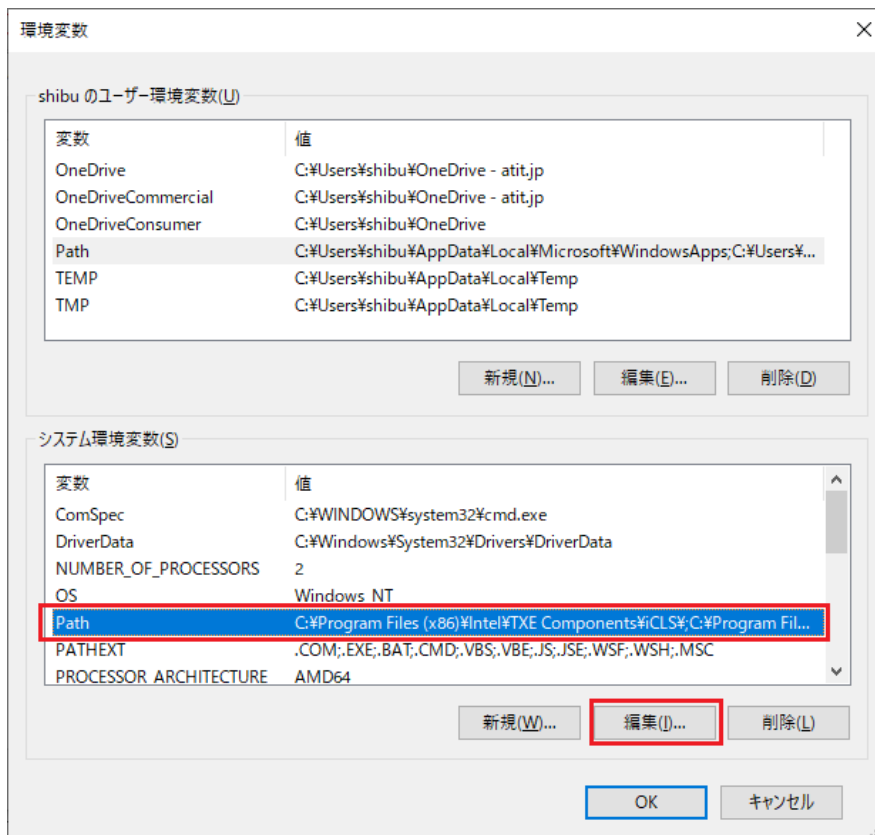 環境変数
shibu のユーザー環境変数(U)
変数 値
OneDrive C:¥Users¥shibu¥OneDrive - atit.jp
OneDriveCommercial C:¥Users¥shibu¥OneDrive - atit.jp
OneDriveConsumer C:¥Users¥shibu¥OneDrive
Path C:¥Users¥shibu¥AppData¥Local¥Microsoft¥WindowsApps;C:¥Users¥...
TEMP C:¥Users¥shibu¥AppData¥Local¥Temp
TMP C:¥Users¥shibu¥AppData¥Local¥Temp
新規(N)... 編集(E)... 削除(D)
システム環境変数(S)
変数 値
ComSpec C:¥WINDOWS¥system32¥cmd.exe
DriverData C:¥Windows¥System32¥Drivers¥DriverData
NUMBER_OF_PROCESSORS 2
OS Windows_NT
Path C:¥Program Files (x86)¥Intel¥TXE Components¥iCLS¥;C:¥Program Fil...
PATHEXT .COM;.EXE;.BAT;.CMD;.VBS;.VBE;.JS;.JSE;.WSF;.WSH;.MSC
PROCESSOR_ARCHITECTURE AMD64
新規(W)... 編集(I)... 削除(L)
OK キャンセル